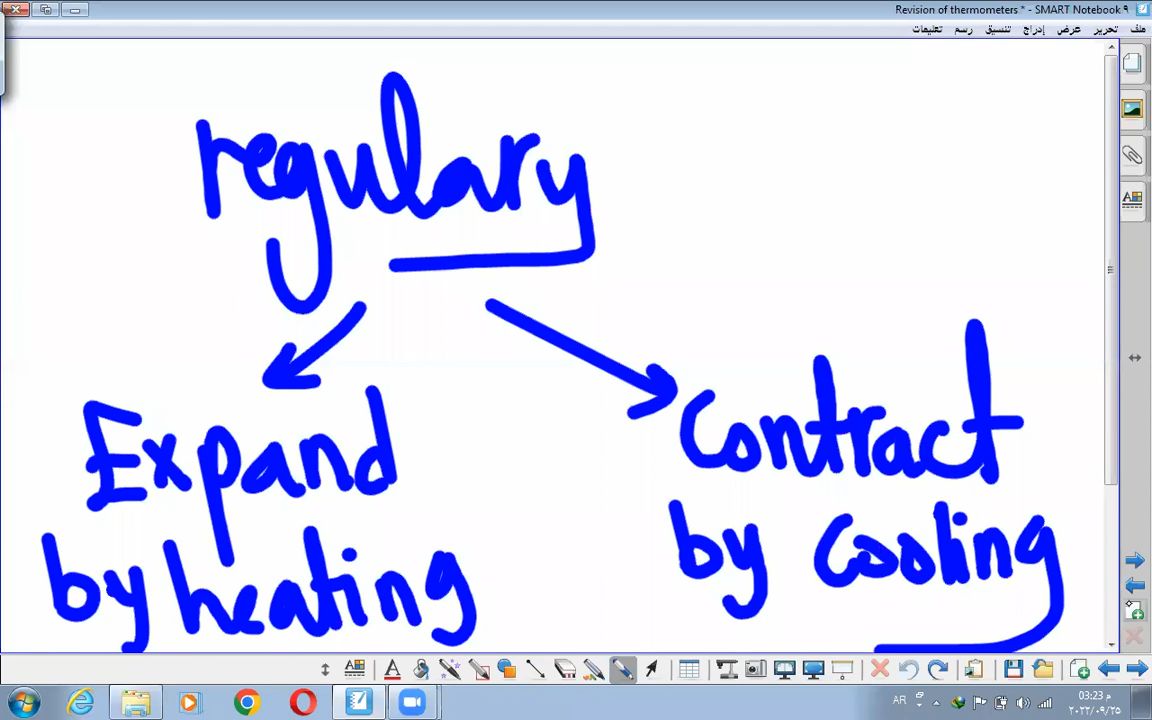 Revision of thermometers * - SMART Notebook ٩
ملف تحرير عرض إدراج تنسيق رسم تعليمات
regulary
Expand
by heating
contract
by cooling
AR
03:23 م
٢٠٢٢/٠٩/٢٥